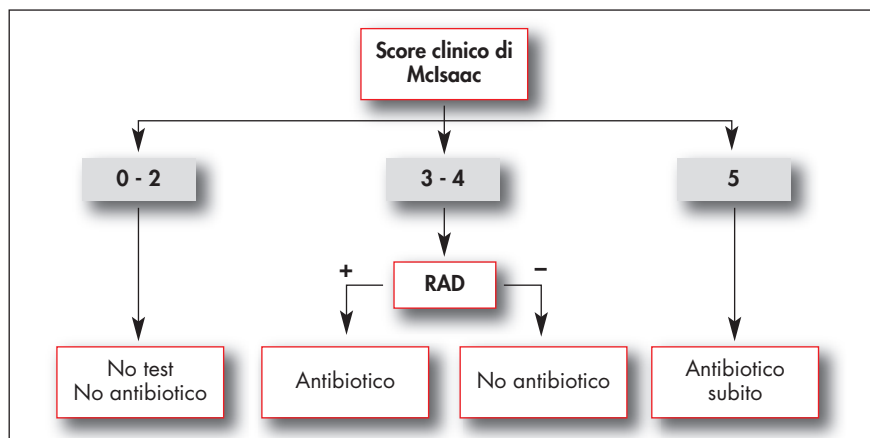 Score clinico di
McIsaac
0 - 2
3 - 4
5
+
RAD
–
No test
No antibiotico
Antibiotico
No antibiotico
Antibiotico
subito